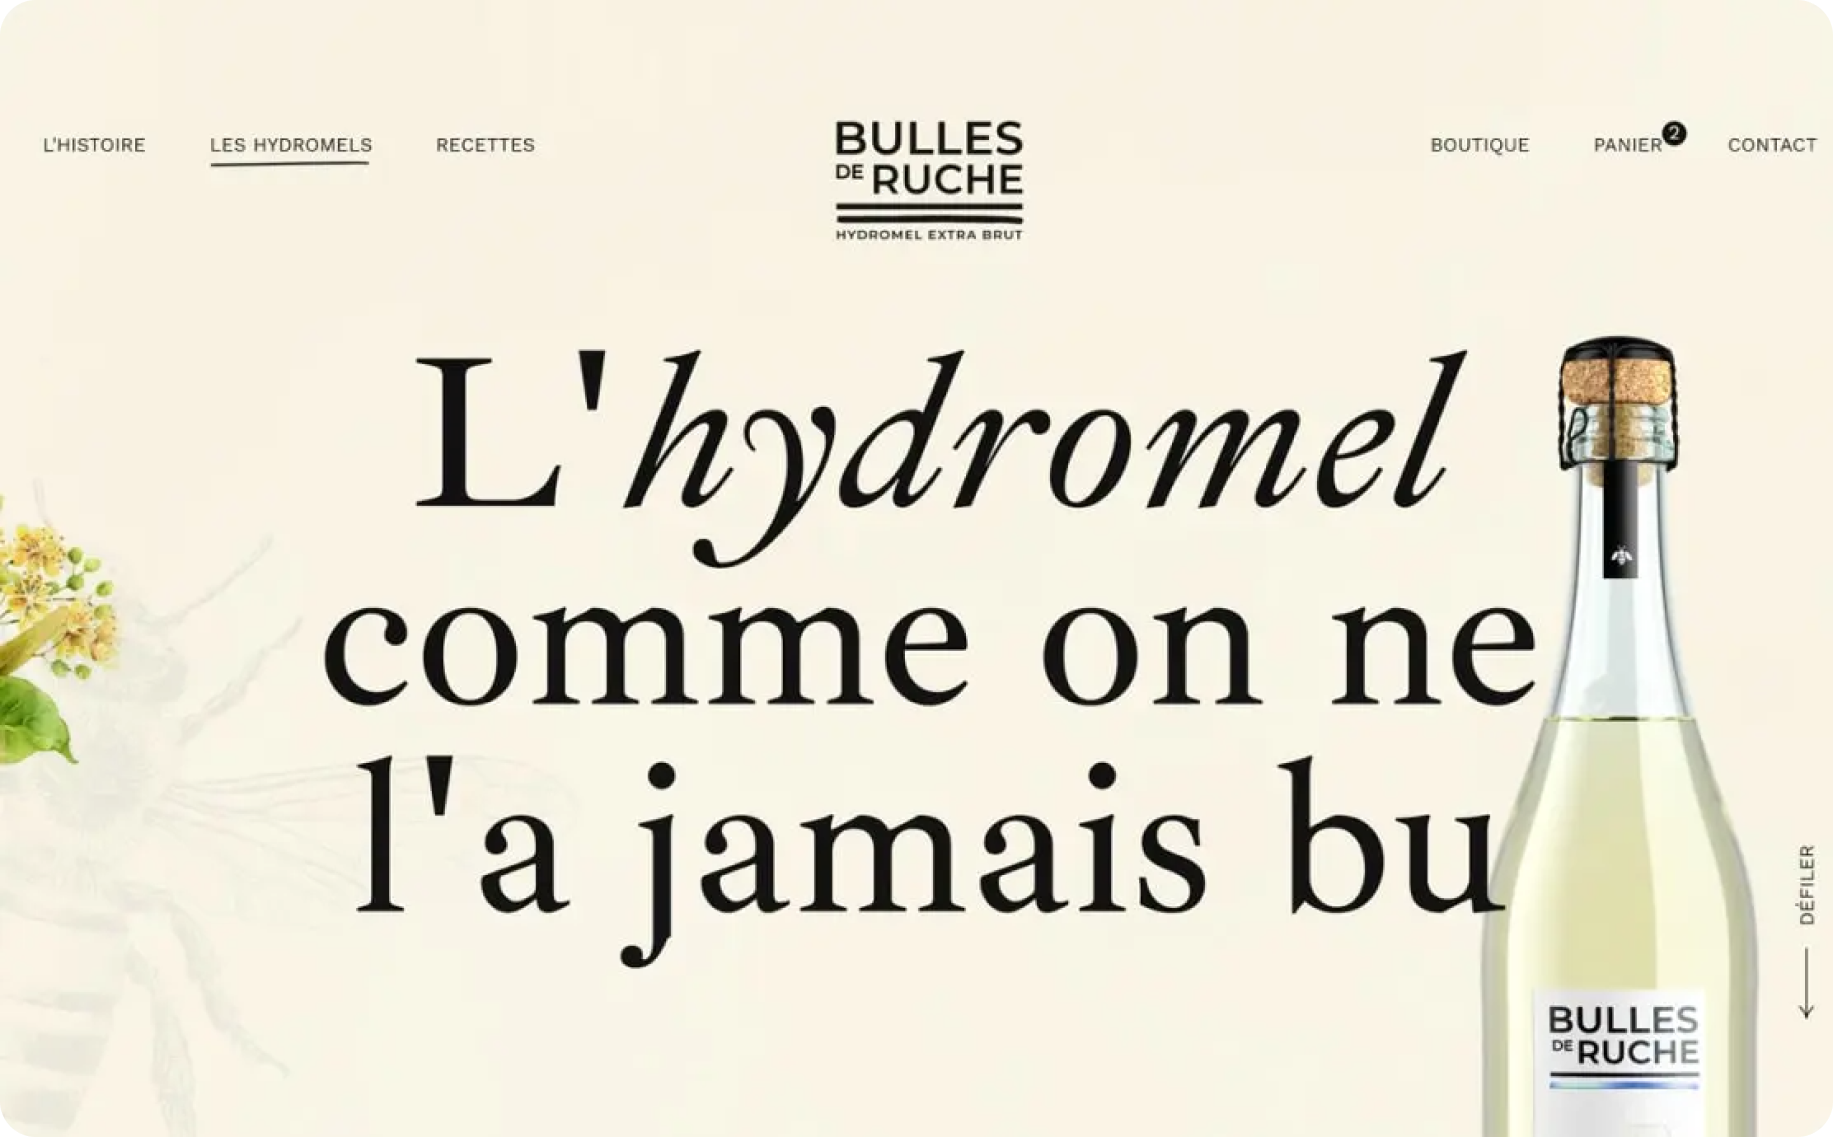 L'HISTOIRE
LES HYDROMELS
RECETTES
BULLES
DE RUCHE
HYDROMEL EXTRA BRUT
BOUTIQUE
PANIER 2
CONTACT
L'hydromel
comme on ne
l'a jamais bu
DÉFILER
BULLES
DE RUCHE